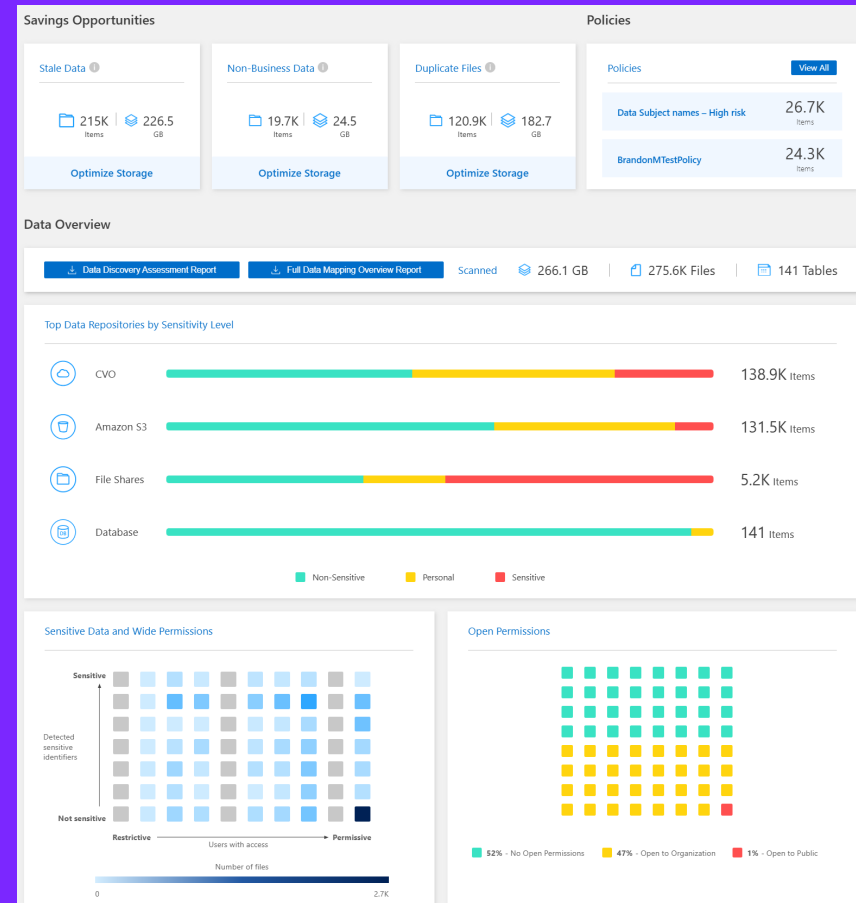 Savings Opportunities
Policies
Stale Data
Non-Business Data
Duplicate Files
Policies
View All
215K
Items
226.5
GB
19.7K
Items
24.5
GB
120.9K
Items
182.7
GB
Data Subject names – High risk
26.7K
Items
BrandonMTestPolicy
24.3K
Items
Optimize Storage
Optimize Storage
Optimize Storage
Data Overview
Data Discovery Assessment Report
Full Data Mapping Overview Report
Scanned
266.1 GB
275.6K Files
141 Tables
Top Data Repositories by Sensitivity Level
CVO
138.9K Items
Amazon S3
131.5K Items
File Shares
5.2K Items
DB
Database
141 Items
Non-Sensitive
Personal
Sensitive
Sensitive Data and Wide Permissions
Sensitive
Detected
sensitive
identifiers
Not sensitive
Restrictive
Users with access
Permissive
Number of files
0
2.7K
Open Permissions
52% - No Open Permissions
47% - Open to Organization
1% - Open to Public